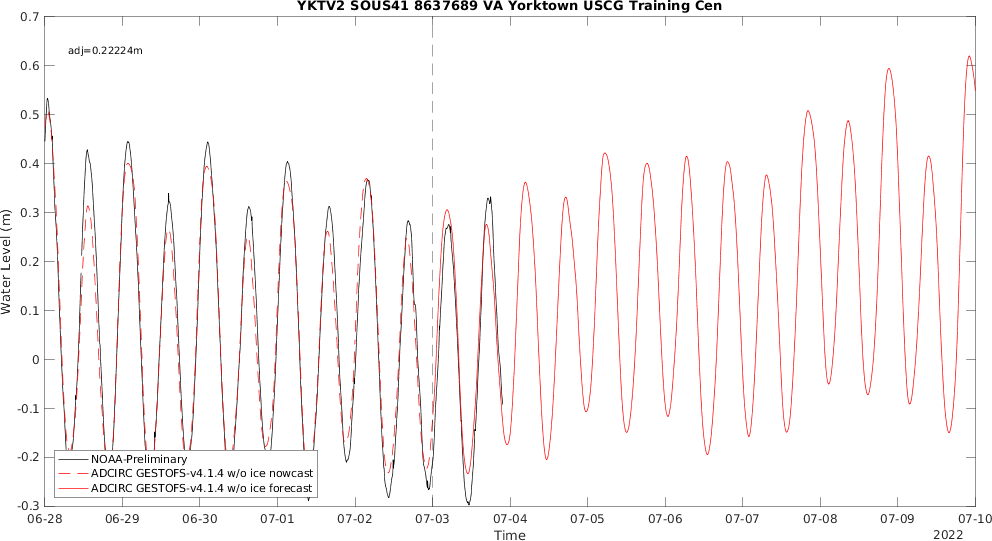 YKTV2 SOUS41 8637689 VA Yorktown USCG Training Cen
adj=0.22224m
Water Level (m)
0.7
0.6
0.5
0.4
0.3
0.2
0.1
0
-0.1
-0.2
-0.3
NOAA-Preliminary
ADCIRC GESTOFS-v4.1.4 w/o ice nowcast
ADCIRC GESTOFS-v4.1.4 w/o ice forecast
06-28 06-29 06-30 07-01 07-02 07-03 07-04 07-05 07-06 07-07 07-08 07-09 07-10
Time
2022